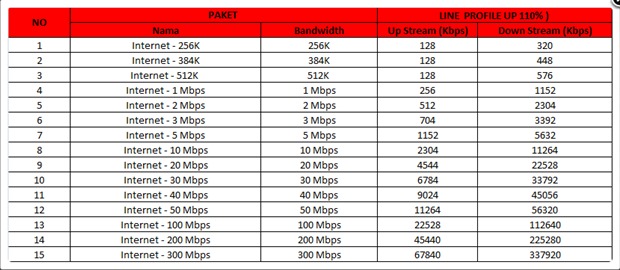 NO PAKET LINE PROFILE UP 110% )
Nama Bandwidth Up Stream (Kbps) Down Stream (Kbps)
1 Internet - 256K 256K 128 320
2 Internet - 384K 384K 128 448
3 Internet - 512K 512K 128 576
4 Internet - 1 Mbps 1 Mbps 256 1152
5 Internet - 2 Mbps 2 Mbps 512 2304
6 Internet - 3 Mbps 3 Mbps 704 3392
7 Internet - 5 Mbps 5 Mbps 1152 5632
8 Internet - 10 Mbps 10 Mbps 2304 11264
9 Internet - 20 Mbps 20 Mbps 4544 22528
10 Internet - 30 Mbps 30 Mbps 6784 33792
11 Internet - 40 Mbps 40 Mbps 9024 45056
12 Internet - 50 Mbps 50 Mbps 11264 56320
13 Internet - 100 Mbps 100 Mbps 22528 112640
14 Internet - 200 Mbps 200 Mbps 45440 225280
15 Internet - 300 Mbps 300 Mbps 67840 337920